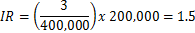 IR = (3/400,000) x 200,000 = 1.5